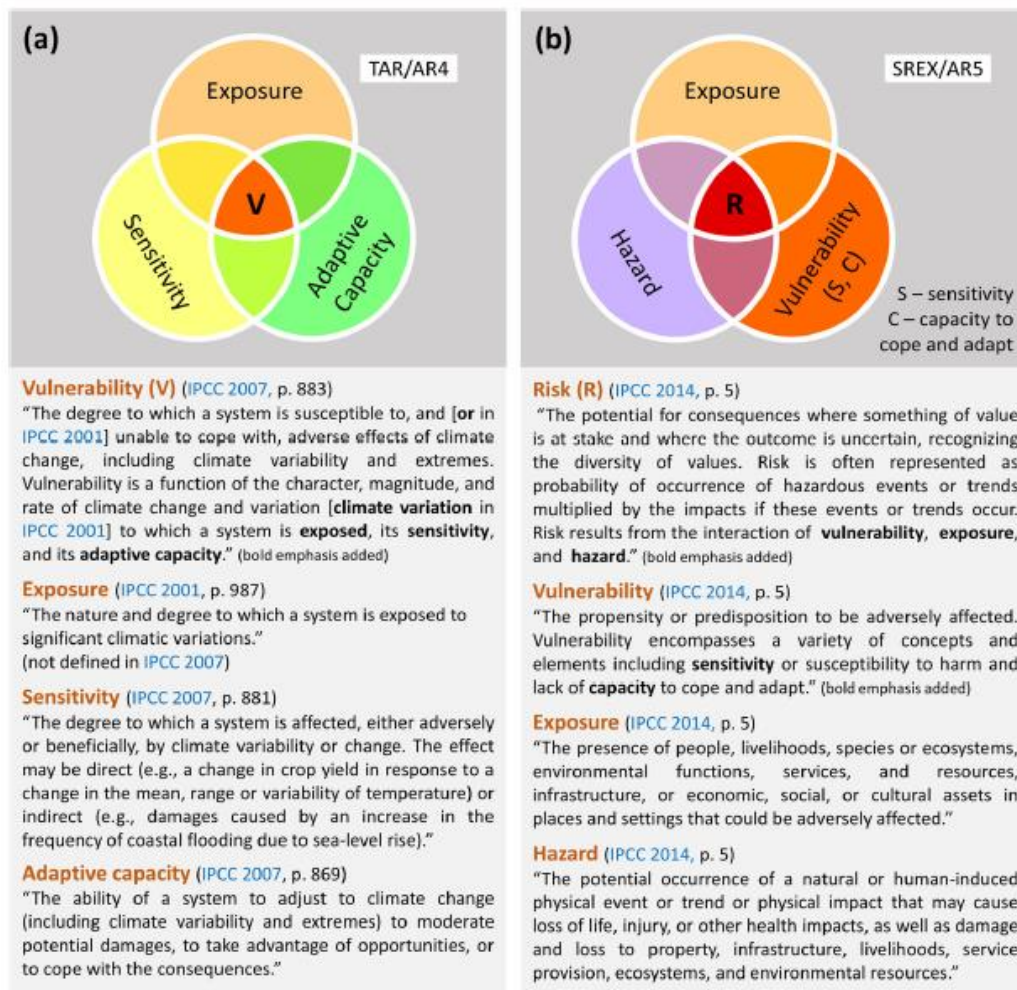 (a)
TAR/AR4
Exposure
Sensitivity
V
Adaptive
Capacity
Vulnerability (V) (IPCC 2007, p. 883)
“The degree to which a system is susceptible to, and [or in
IPCC 2001] unable to cope with, adverse effects of climate
change, including climate variability and extremes.
Vulnerability is a function of the character, magnitude, and
rate of climate change and variation [climate variation in
IPCC 2001] to which a system is exposed, its sensitivity,
and its adaptive capacity.” (bold emphasis added)
Exposure (IPCC 2001, p. 987)
“The nature and degree to which a system is exposed to
significant climatic variations.”
(not defined in IPCC 2007)
Sensitivity (IPCC 2007, p. 881)
“The degree to which a system is affected, either adversely
or beneficially, by climate variability or change. The effect
may be direct (e.g., a change in crop yield in response to a
change in the mean, range or variability of temperature) or
indirect (e.g., damages caused by an increase in the
frequency of coastal flooding due to sea-level rise).”
Adaptive capacity (IPCC 2007, p. 869)
“The ability of a system to adjust to climate change
(including climate variability and extremes) to moderate
potential damages, to take advantage of opportunities, or
to cope with the consequences.”
(b)
SREX/AR5
Exposure
Hazard
R
Vulnerability
(S, C)
S – sensitivity
C – capacity to
cope and adapt
Risk (R) (IPCC 2014, p. 5)
“The potential for consequences where something of value
is at stake and where the outcome is uncertain, recognizing
the diversity of values. Risk is often represented as
probability of occurrence of hazardous events or trends
multiplied by the impacts if these events or trends occur.
Risk results from the interaction of vulnerability, exposure,
and hazard.” (bold emphasis added)
Vulnerability (IPCC 2014, p. 5)
“The propensity or predisposition to be adversely affected.
Vulnerability encompasses a variety of concepts and
elements including sensitivity or susceptibility to harm and
lack of capacity to cope and adapt.” (bold emphasis added)
Exposure (IPCC 2014, p. 5)
“The presence of people, livelihoods, species or ecosystems,
environmental functions, services, and resources,
infrastructure, or economic, social, or cultural assets in
places and settings that could be adversely affected.”
Hazard (IPCC 2014, p. 5)
“The potential occurrence of a natural or human-induced
physical event or trend or physical impact that may cause
loss of life, injury, or other health impacts, as well as damage
and loss to property, infrastructure, livelihoods, service
provision, ecosystems, and environmental resources.”